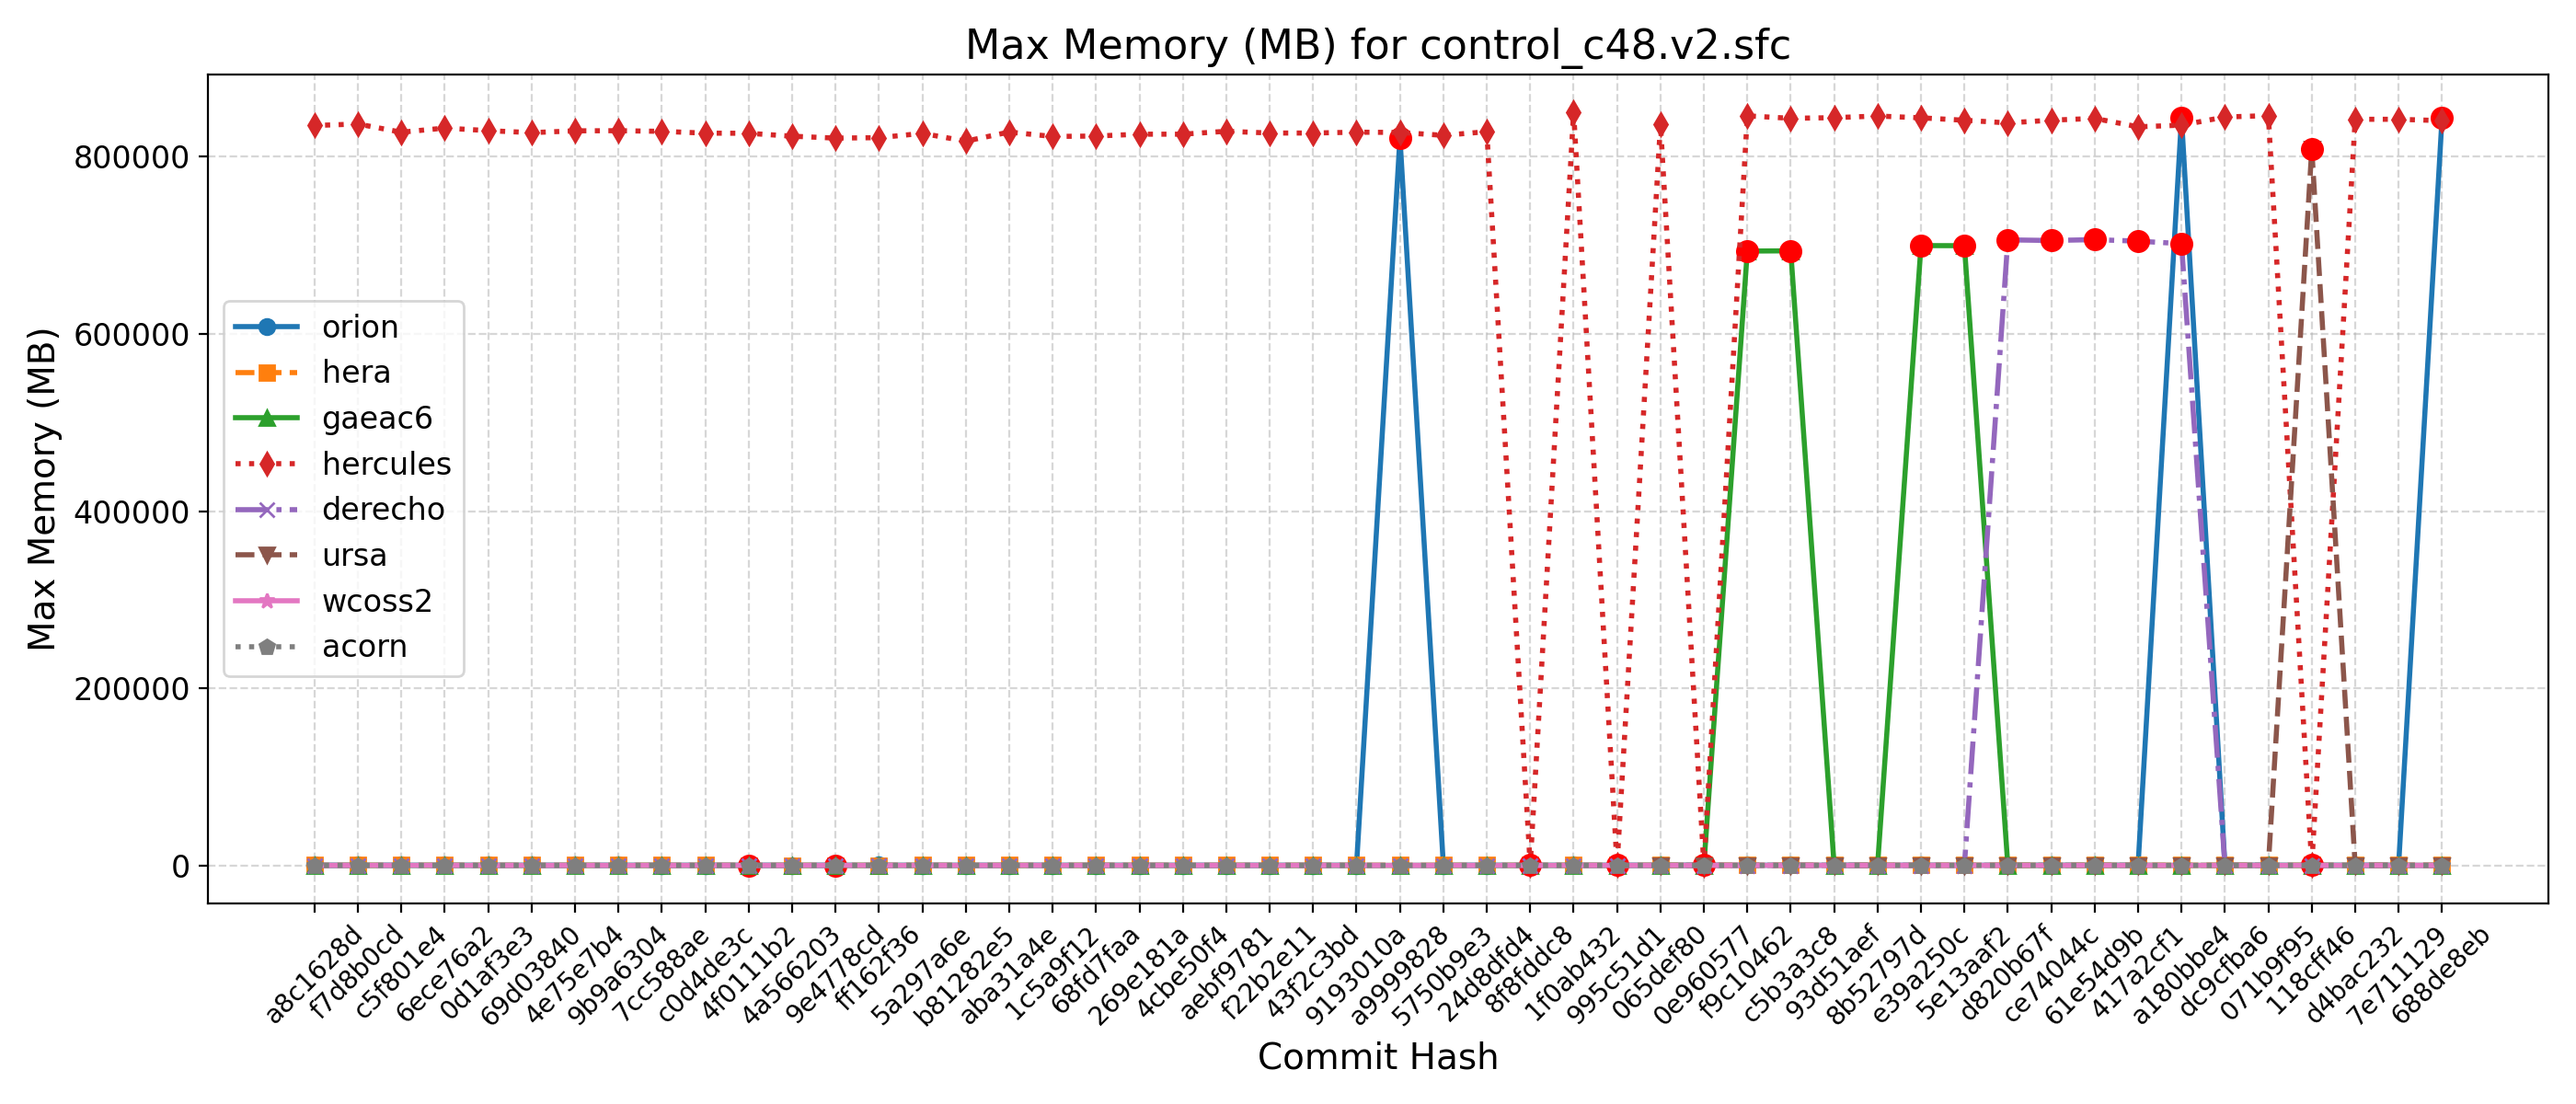 Max Memory (MB) for control_c48.v2.sfc
Max Memory (MB)
800000
600000
400000
200000
0
orion
hera
gaeac6
hercules
derecho
ursa
wcoss2
acorn
a8c1628d
f7d8b0cd
c5f801e4
6ece76a2
0d1af3e3
69d03840
4e75e7b4
9b9a6304
7cc588ae
c0d4de3c
4f0111b2
4a566203
9e4778cd
ff162f36
5a297a6e
b81282e5
aba31a4e
1c5a9f12
68fd7faa
269e181a
4cbe50f4
aebf9781
f22b2e11
43f2c3bd
9193010a
a9999828
5750b9e3
24d8dfd4
8f8fddc8
1f0ab432
995c51d1
065def80
0e960577
f9c10462
c5b3a3c8
93d51aef
8b52797d
e39a250c
5e13aaf2
d820b67f
ce74044c
61e54d9b
417a2cf1
a180bbe4
dc9cfba6
071b9f95
118cff46
d4bac232
7e711129
688de8eb
Commit Hash